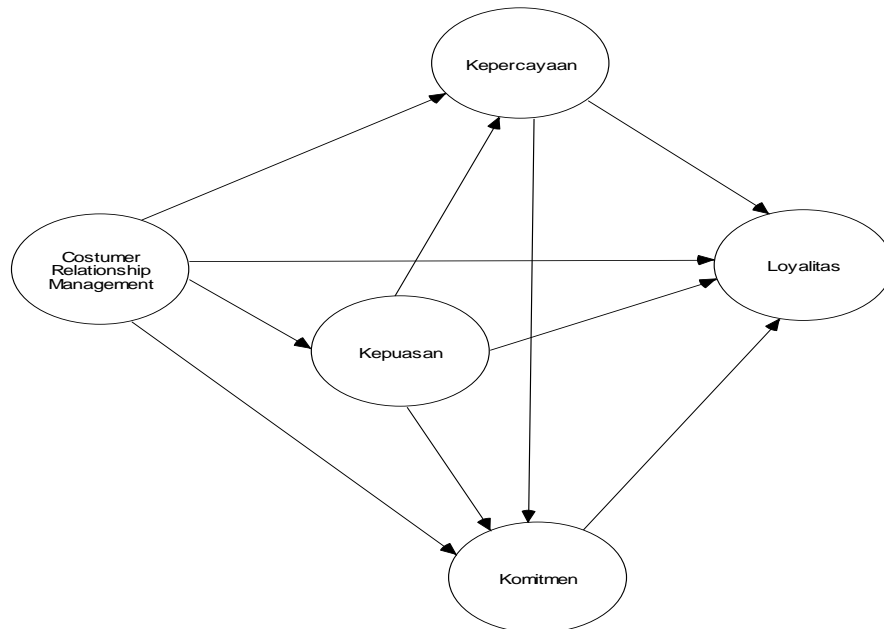 Kepercayaan
Costumer
Relationship
Management
Loyalitas
Kepuasan
Komitmen